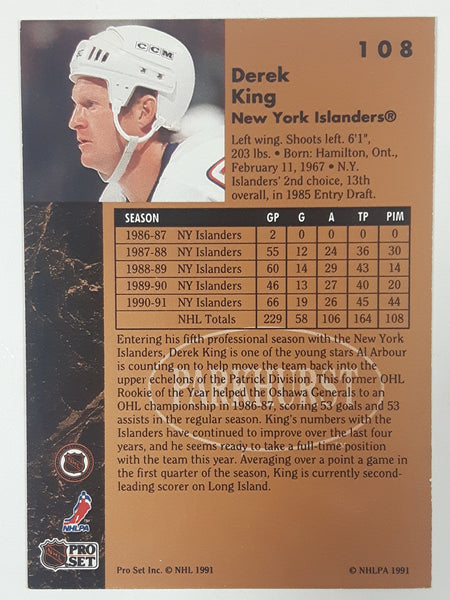 108
CCM
Derek
King
New York Islanders®
Left wing. Shoots left. 6'1",
203 lbs. • Born: Hamilton, Ont.,
February 11, 1967 • N.Y.
Islanders' 2nd choice, 13th
overall, in 1985 Entry Draft.
SEASON GP G A TP PIM
1986-87 NY Islanders 2 0 0 0 0
1987-88 NY Islanders 55 12 24 36 30
1988-89 NY Islanders 60 14 29 43 14
1989-90 NY Islanders 46 13 27 40 20
1990-91 NY Islanders 66 19 26 45 44
NHL Totals 229 58 106 164 108
Entering his fifth professional season with the New York
Islanders, Derek King is one of the young stars Al Arbour
is counting on to help move the team back into the
upper echelons of the Patrick Division. This former OHL
Rookie of the Year helped the Oshawa Generals to an
OHL championship in 1986-87, scoring 53 goals and 53
assists in the regular season. King's numbers with the
Islanders have continued to improve over the last four
years, and he seems ready to take a full-time position
with the team this year. Averaging over a point a game in
the first quarter of the season, King is currently second-
leading scorer on Long Island.
PARKHURST
NHL
NHLPA
NHL PRO
SET
Pro Set Inc. © NHL 1991 © NHLPA 1991